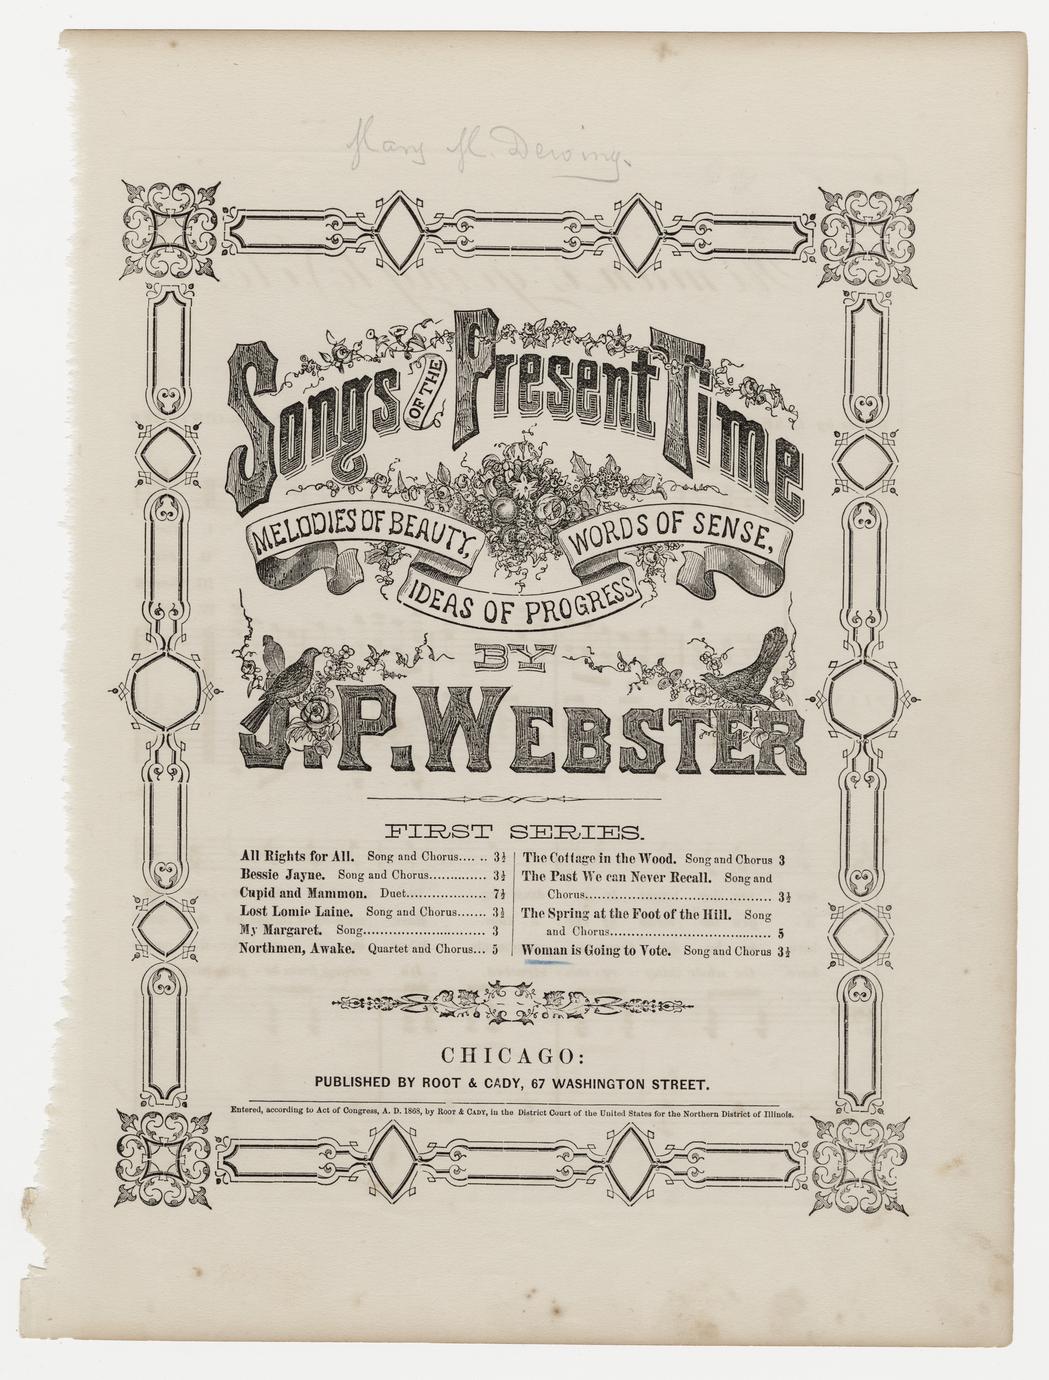 Mary M. Dewing.
Songs OF THE Present Time
MELODIES OF BEAUTY, WORDS OF SENSE,
IDEAS OF PROGRESS
BY
J. P. WEBSTER
FIRST SERIES.
All Rights for All. Song and Chorus.... .. 3½
Bessie Jayne. Song and Chorus.............. 3½
Cupid and Mammon. Duet.................. 7½
Lost Lomie Laine. Song and Chorus....... 3½
My Margaret. Song............................... 3
Northmen, Awake. Quartet and Chorus... 5
The Cottage in the Wood. Song and Chorus 3
The Past We can Never Recall. Song and
Chorus............................................... 3½
The Spring at the Foot of the Hill. Song
and Chorus........................................ 5
Woman is Going to Vote. Song and Chorus 3½
CHICAGO:
PUBLISHED BY ROOT & CADY, 67 WASHINGTON STREET.
Entered, according to Act of Congress, A. D. 1868, by ROOT & CADY, in the District Court of the United States for the Northern District of Illinois.